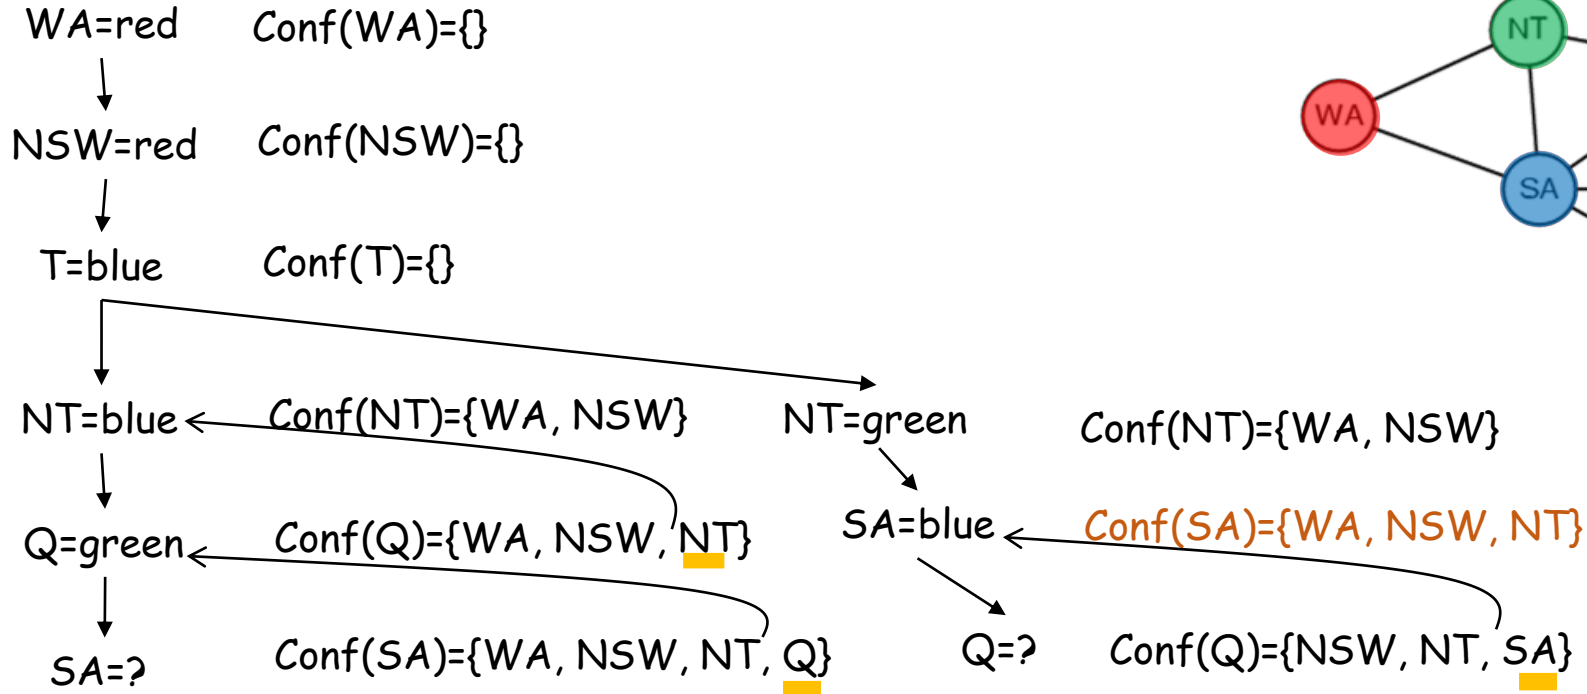 WA=red Conf(WA)={}
NT
WA
NSW=red Conf(NSW)={}
SA
T=blue Conf(T)={}
NT=blue Conf(NT)={WA, NSW} NT=green Conf(NT)={WA, NSW}
Q=green Conf(Q)={WA, NSW, NT} SA=blue Conf(SA)={WA, NSW, NT}
SA=? Conf(SA)={WA, NSW, NT, Q} Q=? Conf(Q)={NSW, NT, SA}